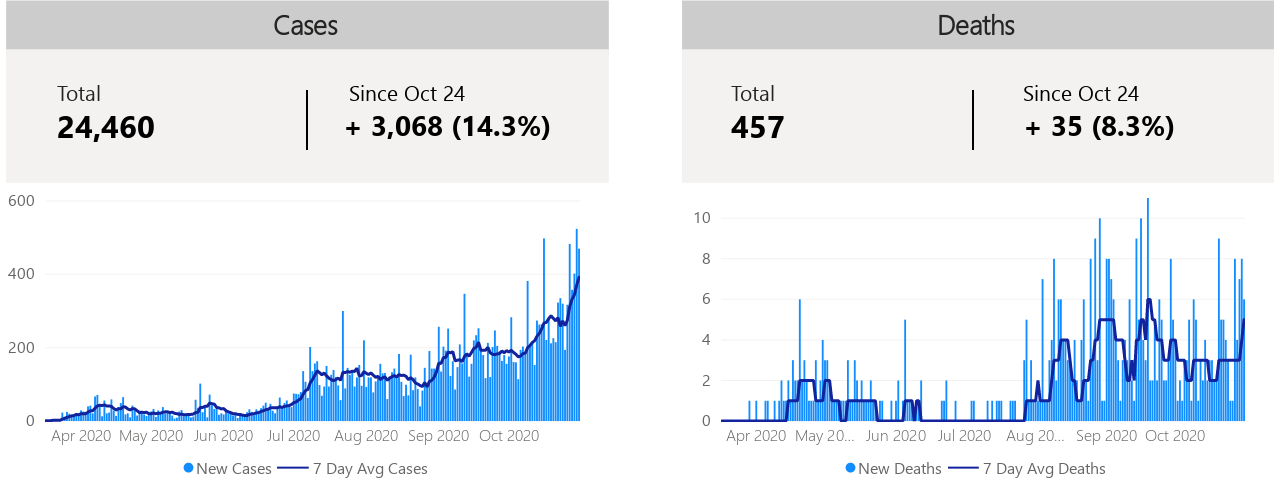 Cases
Total
Since Oct 24
24,460
+ 3,068 (14.3%)
600
400
200
0
Apr 2020 May 2020 Jun 2020 Jul 2020 Aug 2020 Sep 2020 Oct 2020
New Cases 7 Day Avg Cases
Deaths
Total
Since Oct 24
457
+ 35 (8.3%)
10
8
6
4
2
0
Apr 2020 May 20... Jun 2020 Jul 2020 Aug 20... Sep 2020 Oct 2020
New Deaths 7 Day Avg Deaths